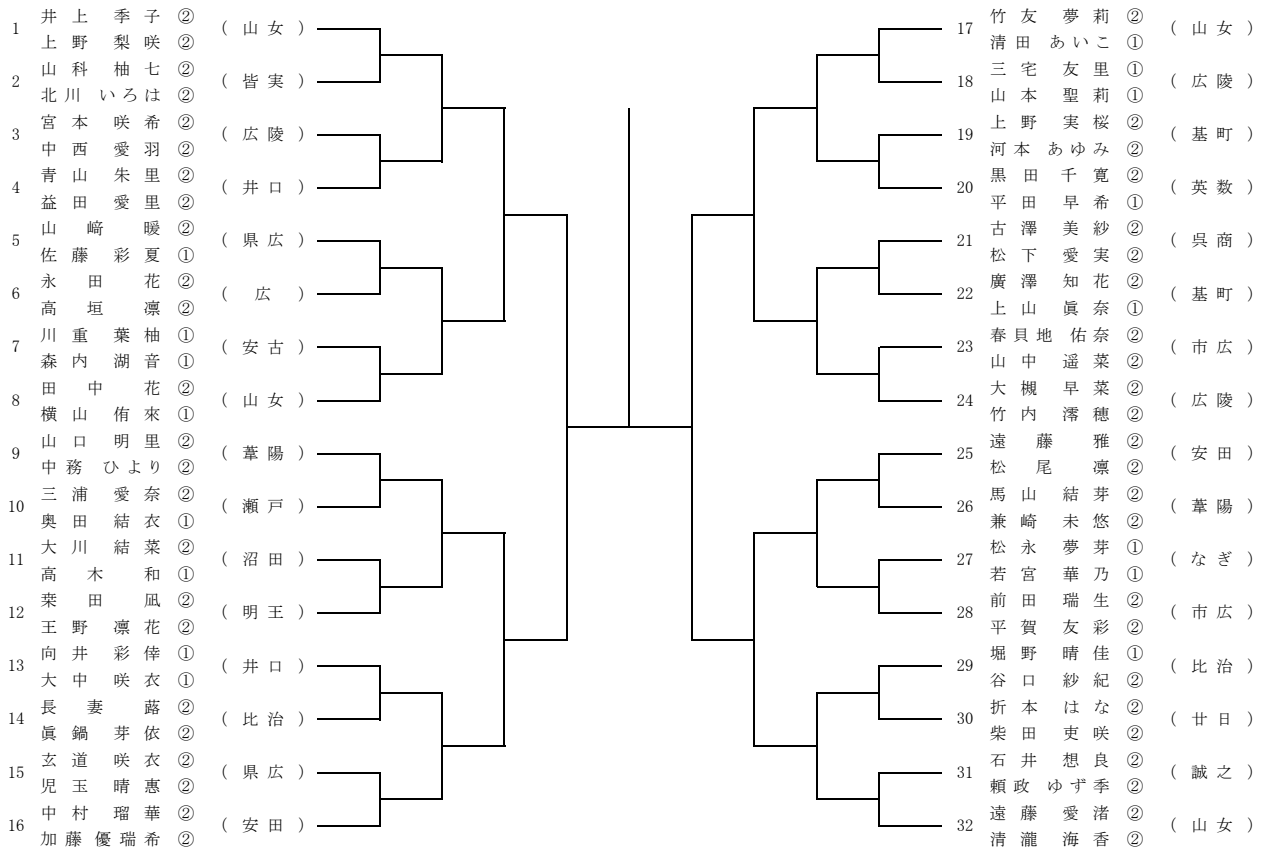 井上 季子 ②
1 (山女)
上野 梨咲 ②
山科 柚七 ②
2 (皆実)
北川 いろは ②
宮本 咲希 ②
3 (広陵)
中西 愛羽 ②
青山 朱里 ②
4 (井口)
益田 愛里 ②
山﨑 暖 ②
5 (県広)
佐藤 彩夏 ①
永田 花 ②
6 (広)
高垣 凛 ②
川重 葉柚 ①
7 (安古)
森内 湖音 ①
田中 花 ②
8 (山女)
横山 侑來 ①
山口 明里 ②
9 (葦陽)
中務 ひより ②
三浦 愛奈 ②
10 (瀬戸)
奥田 結衣 ①
大川 結菜 ②
11 (沼田)
高木 和 ①
桒田 凪 ②
12 (明王)
王野 凛花 ②
向井 彩倖 ①
13 (井口)
大中 咲衣 ①
長妻 蕗 ②
14 (比治)
眞鍋 芽依 ②
玄道 咲衣 ②
15 (県広)
児玉 晴惠 ②
中村 瑠華 ②
16 (安田)
加藤 優瑞希 ②
竹友 夢莉 ②
17 (山女)
清田 あいこ ①
三宅 友里 ①
18 (広陵)
山本 聖莉 ①
上野 実桜 ②
19 (基町)
河本 あゆみ ②
黒田 千寛 ②
20 (英数)
平田 早希 ①
古澤 美紗 ②
21 (呉商)
松下 愛実 ②
廣澤 知花 ②
22 (基町)
上山 眞奈 ①
春貝地 佑奈 ②
23 (市広)
山中 遥菜 ②
大槻 早菜 ②
24 (広陵)
竹内 澪穂 ②
遠藤 雅 ②
25 (安田)
松尾 凛 ②
馬山 結芽 ②
26 (葦陽)
兼崎 未悠 ②
松永 夢芽 ①
27 (なぎ)
若宮 華乃 ①
前田 瑞生 ②
28 (市広)
平賀 友彩 ②
堀野 晴佳 ①
29 (比治)
谷口 紗紀 ②
折本 はな ②
30 (廿日)
柴田 吏咲 ②
石井 想良 ②
31 (誠之)
頼政 ゆず季 ②
遠藤 愛渚 ②
32 (山女)
清瀧 海香 ②